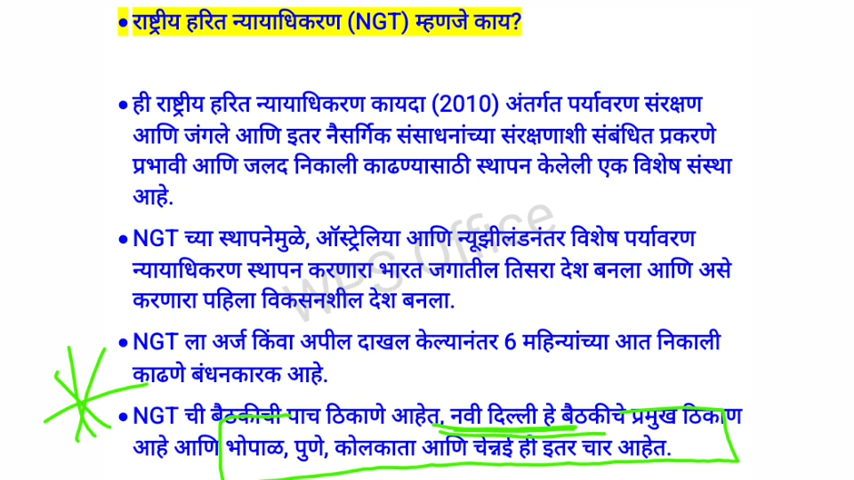 • राष्ट्रीय हरित न्यायाधिकरण (NGT) म्हणजे काय?
• ही राष्ट्रीय हरित न्यायाधिकरण कायदा (2010) अंतर्गत पर्यावरण संरक्षण
आणि जंगले आणि इतर नैसर्गिक संसाधनांच्या संरक्षणाशी संबंधित प्रकरणे
प्रभावी आणि जलद निकाली काढण्यासाठी स्थापन केलेली एक विशेष संस्था
आहे.
• NGT च्या स्थापनेमुळे, ऑस्ट्रेलिया आणि न्यूझीलंडनंतर विशेष पर्यावरण
न्यायाधिकरण स्थापन करणारा भारत जगातील तिसरा देश बनला आणि असे
करणारा पहिला विकसनशील देश बनला.
• NGT ला अर्ज किंवा अपील दाखल केल्यानंतर 6 महिन्यांच्या आत निकाली
काढणे बंधनकारक आहे.
• NGT ची बैठकीची पाच ठिकाणे आहेत, नवी दिल्ली हे बैठकीचे प्रमुख ठिकाण
आहे आणि भोपाळ, पुणे, कोलकाता आणि चेन्नई ही इतर चार आहेत.
WPS Office